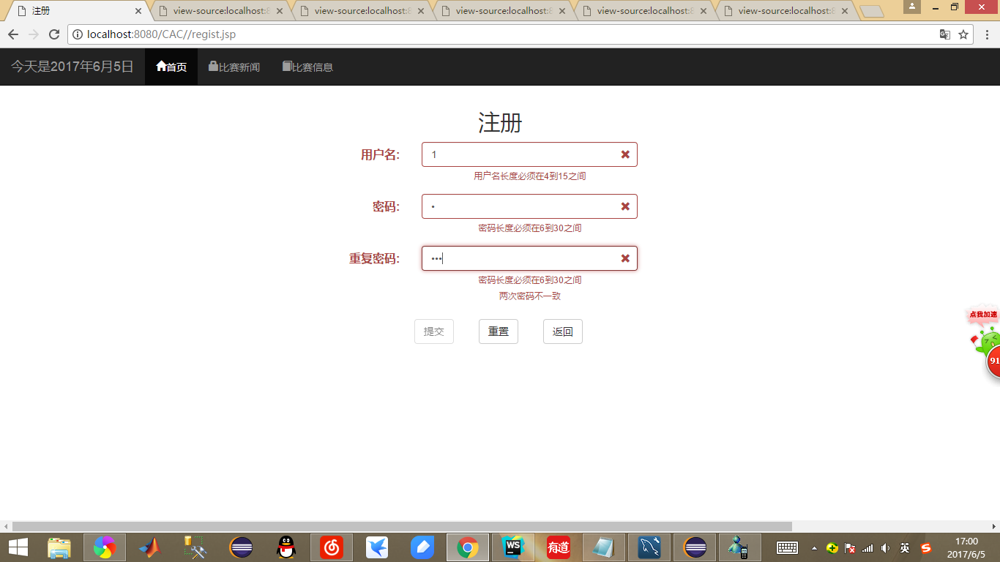 注册
view-source:localhost:8
view-source:localhost:8
view-source:localhost:8
view-source:localhost:8
view-source:localhost:8
localhost:8080/CAC//regist.jsp
今天是2017年6月5日
首页
比赛新闻
比赛信息
注册
用户名:
1
用户名长度必须在4到15之间
密码:
•
密码长度必须在6到30之间
重复密码:
•••
密码长度必须在6到30之间
两次密码不一致
提交
重置
返回
点我加速
91
WS
有道
英
17:00
2017/6/5